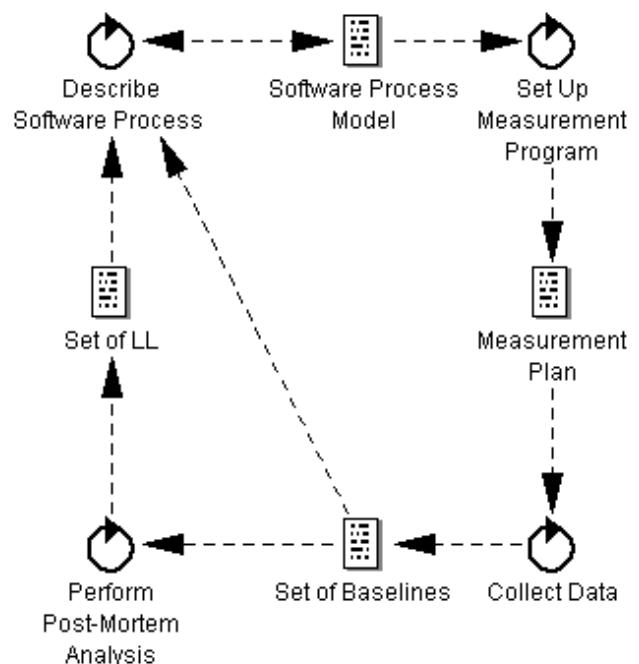 Describe
Software Process
Software Process
Model
Set Up
Measurement
Program
Set of LL
Measurement
Plan
Perform
Post-Mortem
Analysis
Set of Baselines
Collect Data